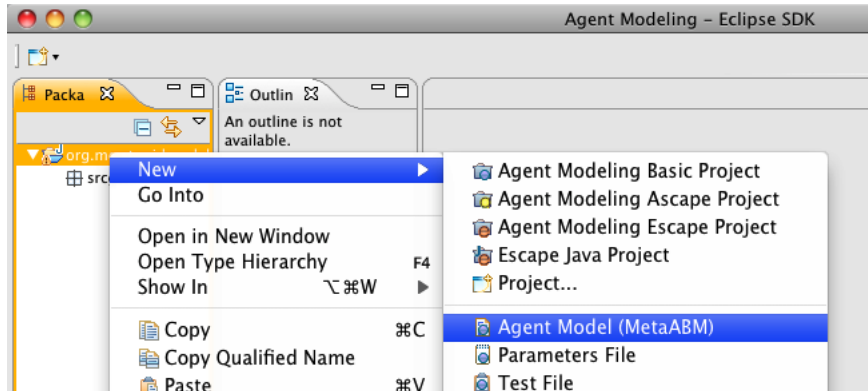 Agent Modeling – Eclipse SDK
Packa
Outlin
An outline is not
available.
src
New
Go Into
Open in New Window
Open Type Hierarchy F4
Show In ⌥⌘W
Copy ⌘C
Copy Qualified Name
Paste ⌘V
Agent Modeling Basic Project
Agent Modeling Ascape Project
Agent Modeling Escape Project
Escape Java Project
Project...
Agent Model (MetaABM)
Parameters File
Test File